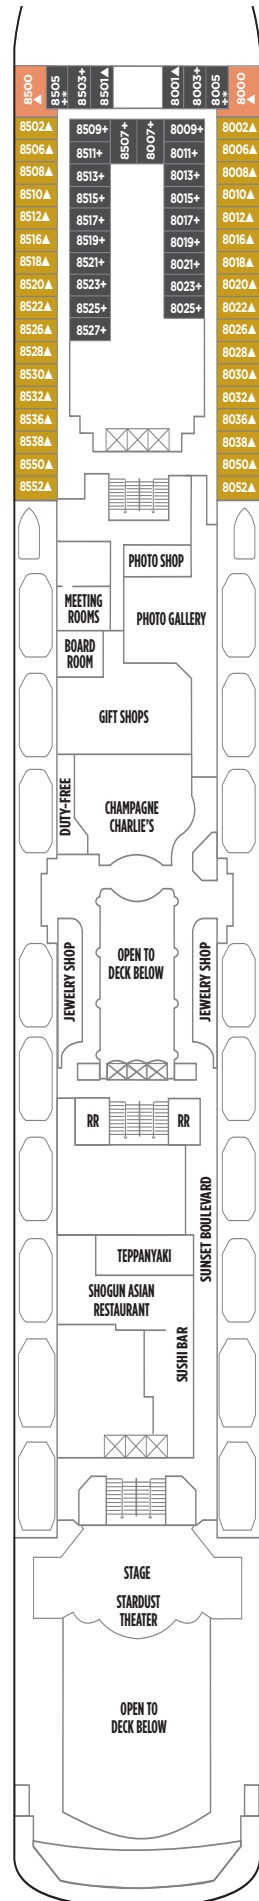 8500▲
8505+*
8503+
8501▲
8001▲
8003+
8005+*
8000▲
8502▲
8506▲
8508▲
8510▲
8512▲
8516▲
8518▲
8520▲
8522▲
8526▲
8528▲
8530▲
8532▲
8536▲
8538▲
8550▲
8552▲
8509+
8511+
8513+
8515+
8517+
8519+
8521+
8523+
8525+
8527+
8507+
8007+
8009+
8011+
8013+
8015+
8017+
8019+
8021+
8023+
8025+
8002▲
8006▲
8008▲
8010▲
8012▲
8016▲
8018▲
8020▲
8022▲
8026▲
8028▲
8030▲
8032▲
8036▲
8038▲
8050▲
8052▲
PHOTO SHOP
MEETING
ROOMS
PHOTO GALLERY
BOARD
ROOM
GIFT SHOPS
DUTY-FREE
CHAMPAGNE
CHARLIE'S
JEWELRY SHOP
OPEN TO
DECK BELOW
JEWELRY SHOP
RR
RR
SUNSET BOULEVARD
TEPPANYAKI
SHOGUN ASIAN
RESTAURANT
SUSHI BAR
STAGE
STARDUST
THEATER
OPEN TO
DECK BELOW